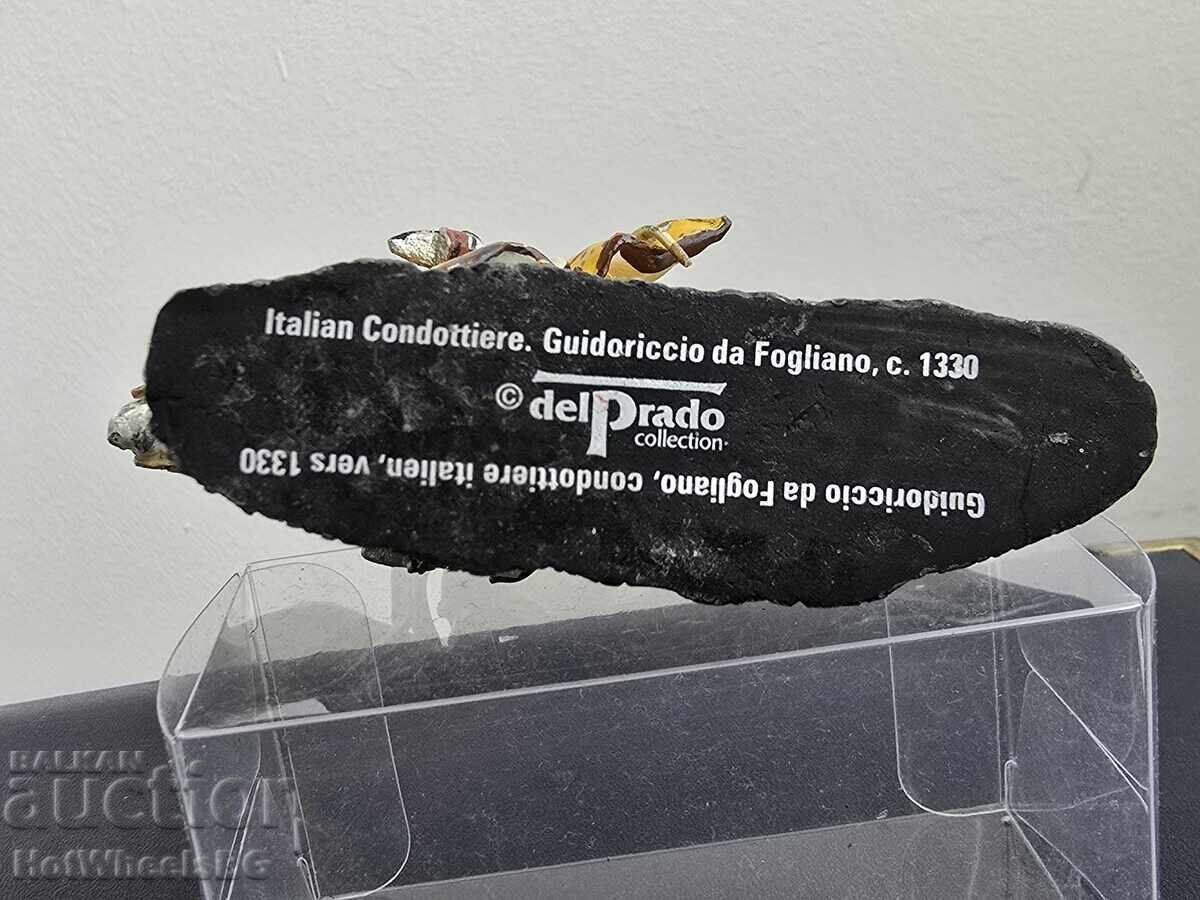 Italian Condottiere. Guidoriccio da Fogliano, c. 1330
© delPrado
collection
Guidoriccio da Fogliano, condottiere italien, vers 1330
BALKAN
auction
HotWheelsBG